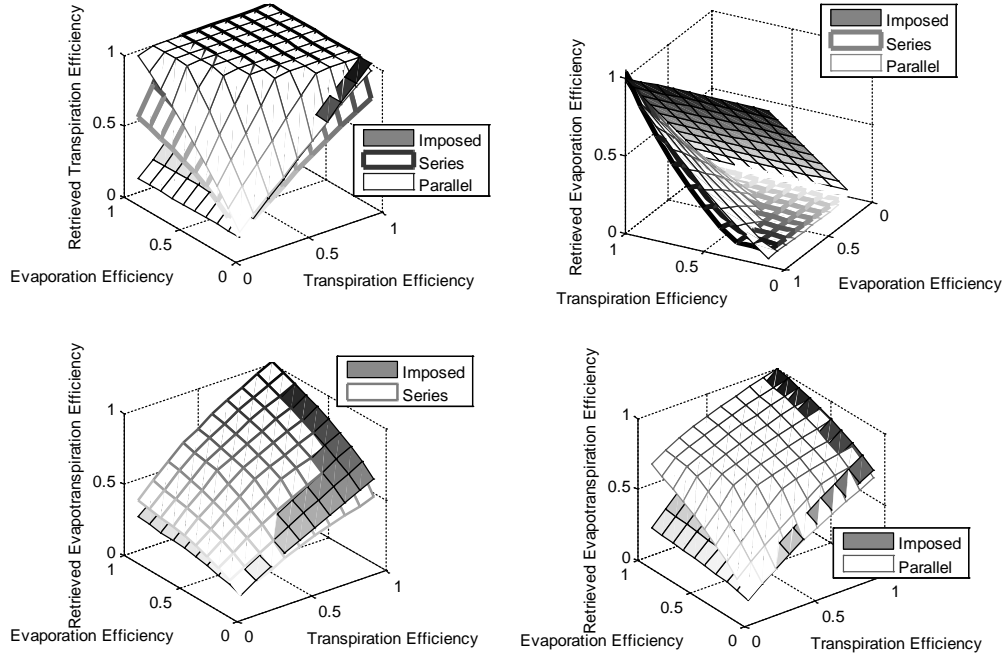 Retrieved Transpiration Efficiency
1
0.5
0
1
0.5
0
0
0.5
1
Evaporation Efficiency
Transpiration Efficiency
Imposed
Series
Parallel
Retrieved Evaporation Efficiency
1
0.5
0
1
0.5
0
1
0.5
0
Transpiration Efficiency
Evaporation Efficiency
Imposed
Series
Parallel
Retrieved Evapotranspiration Efficiency
1
0.5
0
1
0.5
0
0
0.5
1
Evaporation Efficiency
Transpiration Efficiency
Imposed
Series
Retrieved Evapotranspiration Efficiency
1
0.5
0
1
0.5
0
0
0.5
1
Evaporation Efficiency
Transpiration Efficiency
Imposed
Parallel